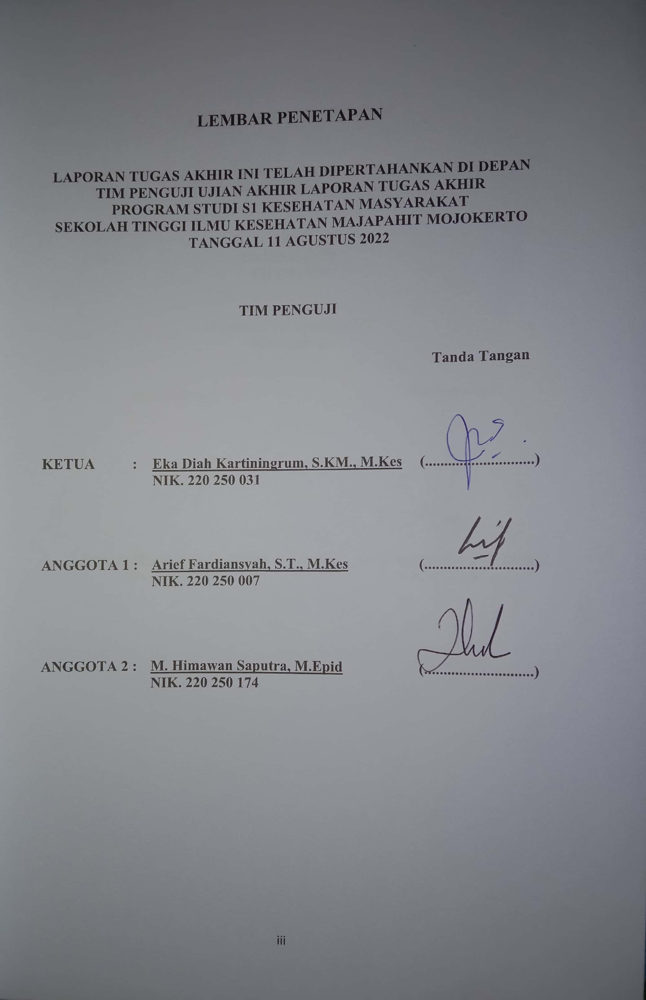 LEMBAR PENETAPAN
LAPORAN TUGAS AKHIR INI TELAH DIPERTAHANKAN DI DEPAN
TIM PENGUJI UJIAN AKHIR LAPORAN TUGAS AKHIR
PROGRAM STUDI S1 KESEHATAN MASYARAKAT
SEKOLAH TINGGI ILMU KESEHATAN MAJAPAHIT MOJOKERTO
TANGGAL 11 AGUSTUS 2022
TIM PENGUJI
Tanda Tangan
KETUA : Eka Diah Kartiningrum, S.KM., M.Kes (.............................)
NIK. 220 250 031
ANGGOTA 1 : Arief Fardiansyah, S.T., M.Kes (.............................)
NIK. 220 250 007
ANGGOTA 2 : M. Himawan Saputra, M.Epid (.............................)
NIK. 220 250 174
iii